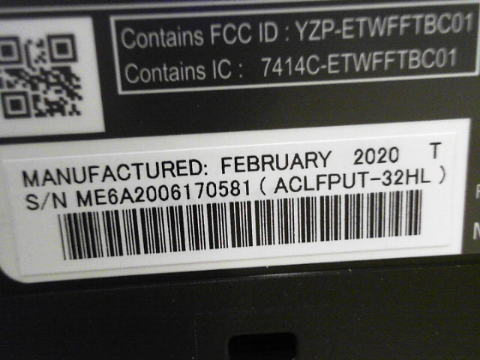 Contains FCC ID : YZP-ETWFFTBC01
Contains IC : 7414C-ETWFFTBC01
MANUFACTURED: FEBRUARY 2020 T
S/N ME6A2006170581 ( ACLFPUT-32HL )